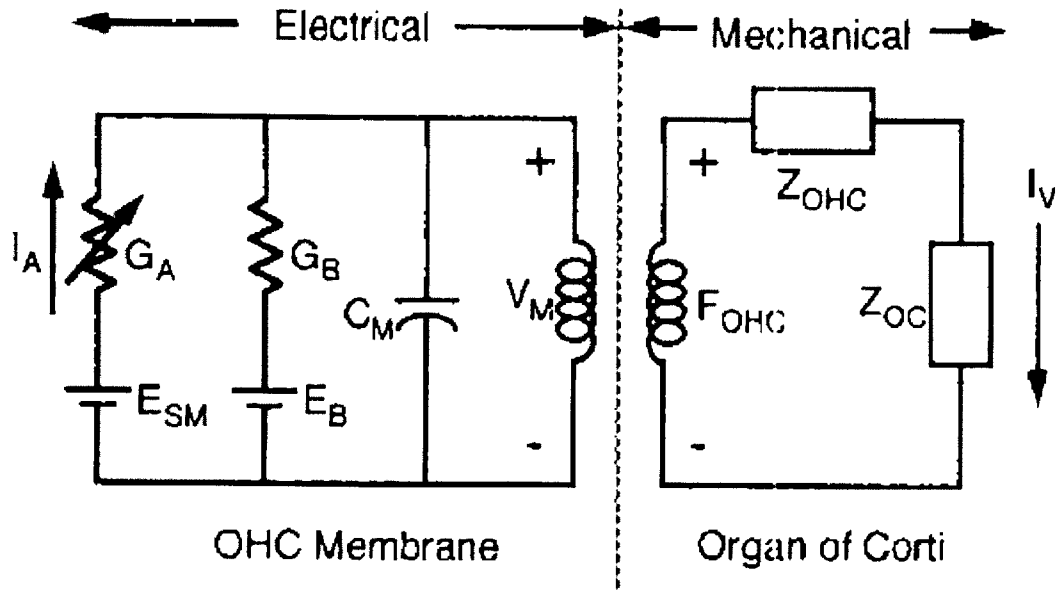 Electrical
Mechanical
I_A
G_A
G_B
C_M
+
V_M
-
E_SM
E_B
+
F_OHC
-
Z_OHC
Z_OC
I_V
OHC Membrane
Organ of Corti